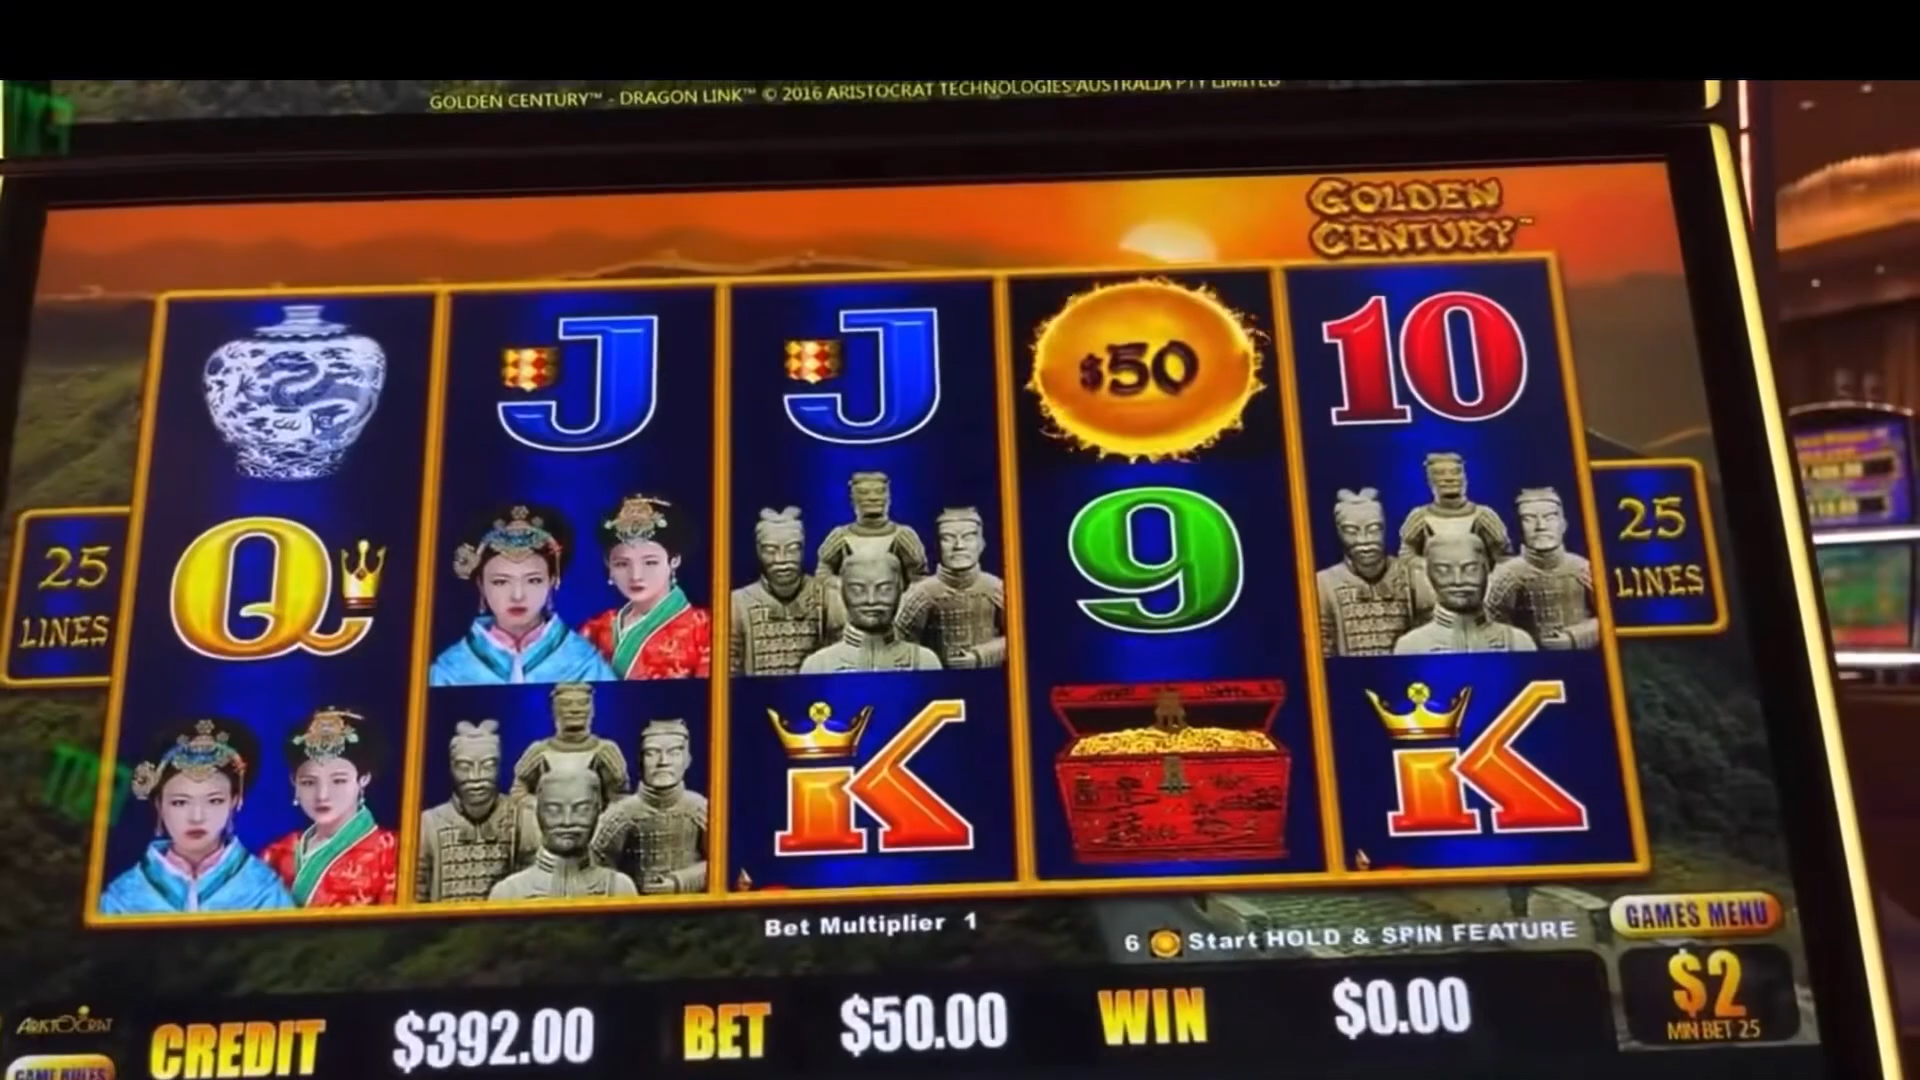 GOLDEN CENTURY™ - DRAGON LINK™ © 2016 ARISTOCRAT TECHNOLOGIES AUSTRALIA PTY LIMITED
GOLDEN
CENTURY™
J
J
$50
10
25
LINES
Q
9
25
LINES
K
K
Bet Multiplier 1
6 Start HOLD & SPIN FEATURE
GAMES MENU
ARISTOCRAT
CREDIT $392.00 BET $50.00 WIN $0.00
$2
MIN BET 25
GAME RULES